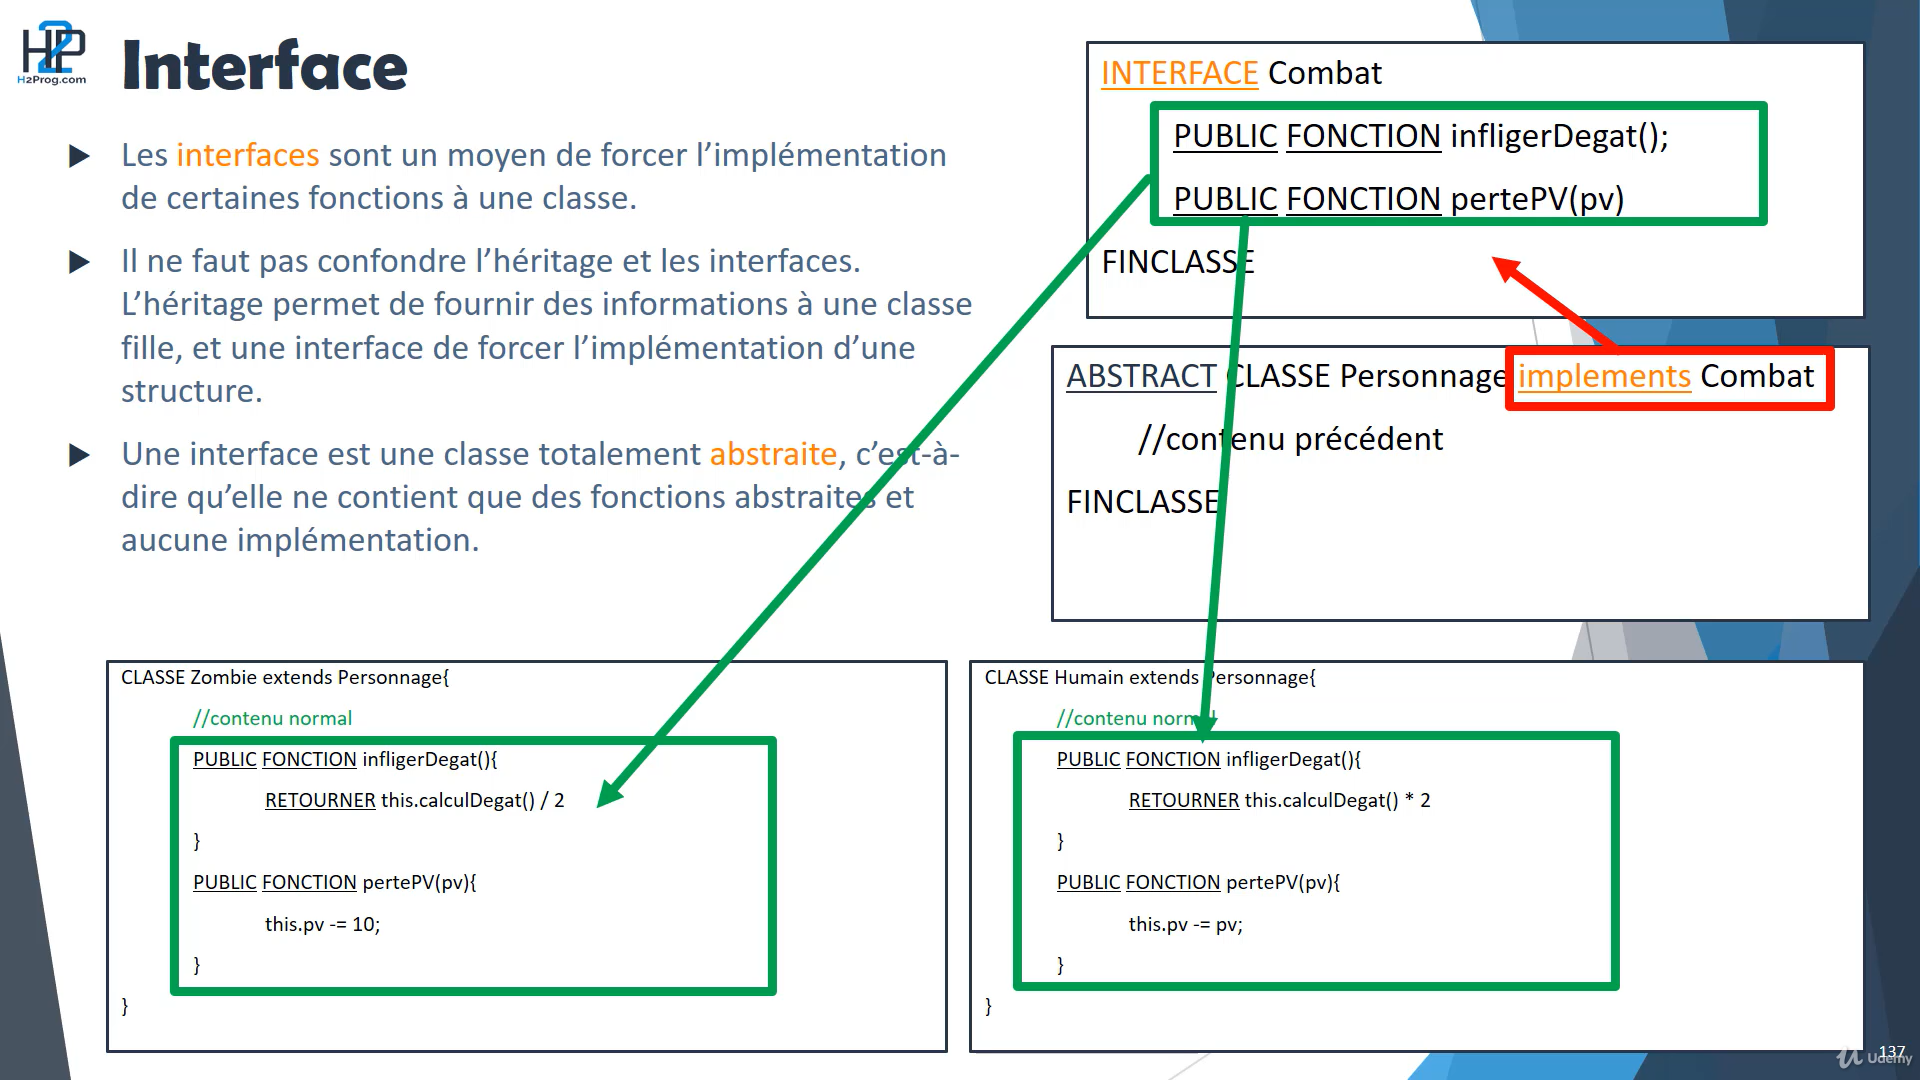 H2P
H2Prog.com
Interface
Les interfaces sont un moyen de forcer l’implémentation
de certaines fonctions à une classe.
Il ne faut pas confondre l’héritage et les interfaces.
L’héritage permet de fournir des informations à une classe
fille, et une interface de forcer l’implémentation d’une
structure.
Une interface est une classe totalement abstraite, c’est-à-
dire qu’elle ne contient que des fonctions abstraites et
aucune implémentation.
INTERFACE Combat
PUBLIC FONCTION infligerDegat();
PUBLIC FONCTION pertePV(pv)
FINCLASSE
ABSTRACT CLASSE Personnage implements Combat
//contenu précédent
FINCLASSE
CLASSE Zombie extends Personnage{
//contenu normal
PUBLIC FONCTION infligerDegat(){
RETOURNER this.calculDegat() / 2
}
PUBLIC FONCTION pertePV(pv){
this.pv -= 10;
}
}
CLASSE Humain extends Personnage{
//contenu normal
PUBLIC FONCTION infligerDegat(){
RETOURNER this.calculDegat() * 2
}
PUBLIC FONCTION pertePV(pv){
this.pv -= pv;
}
}
137
Udemy